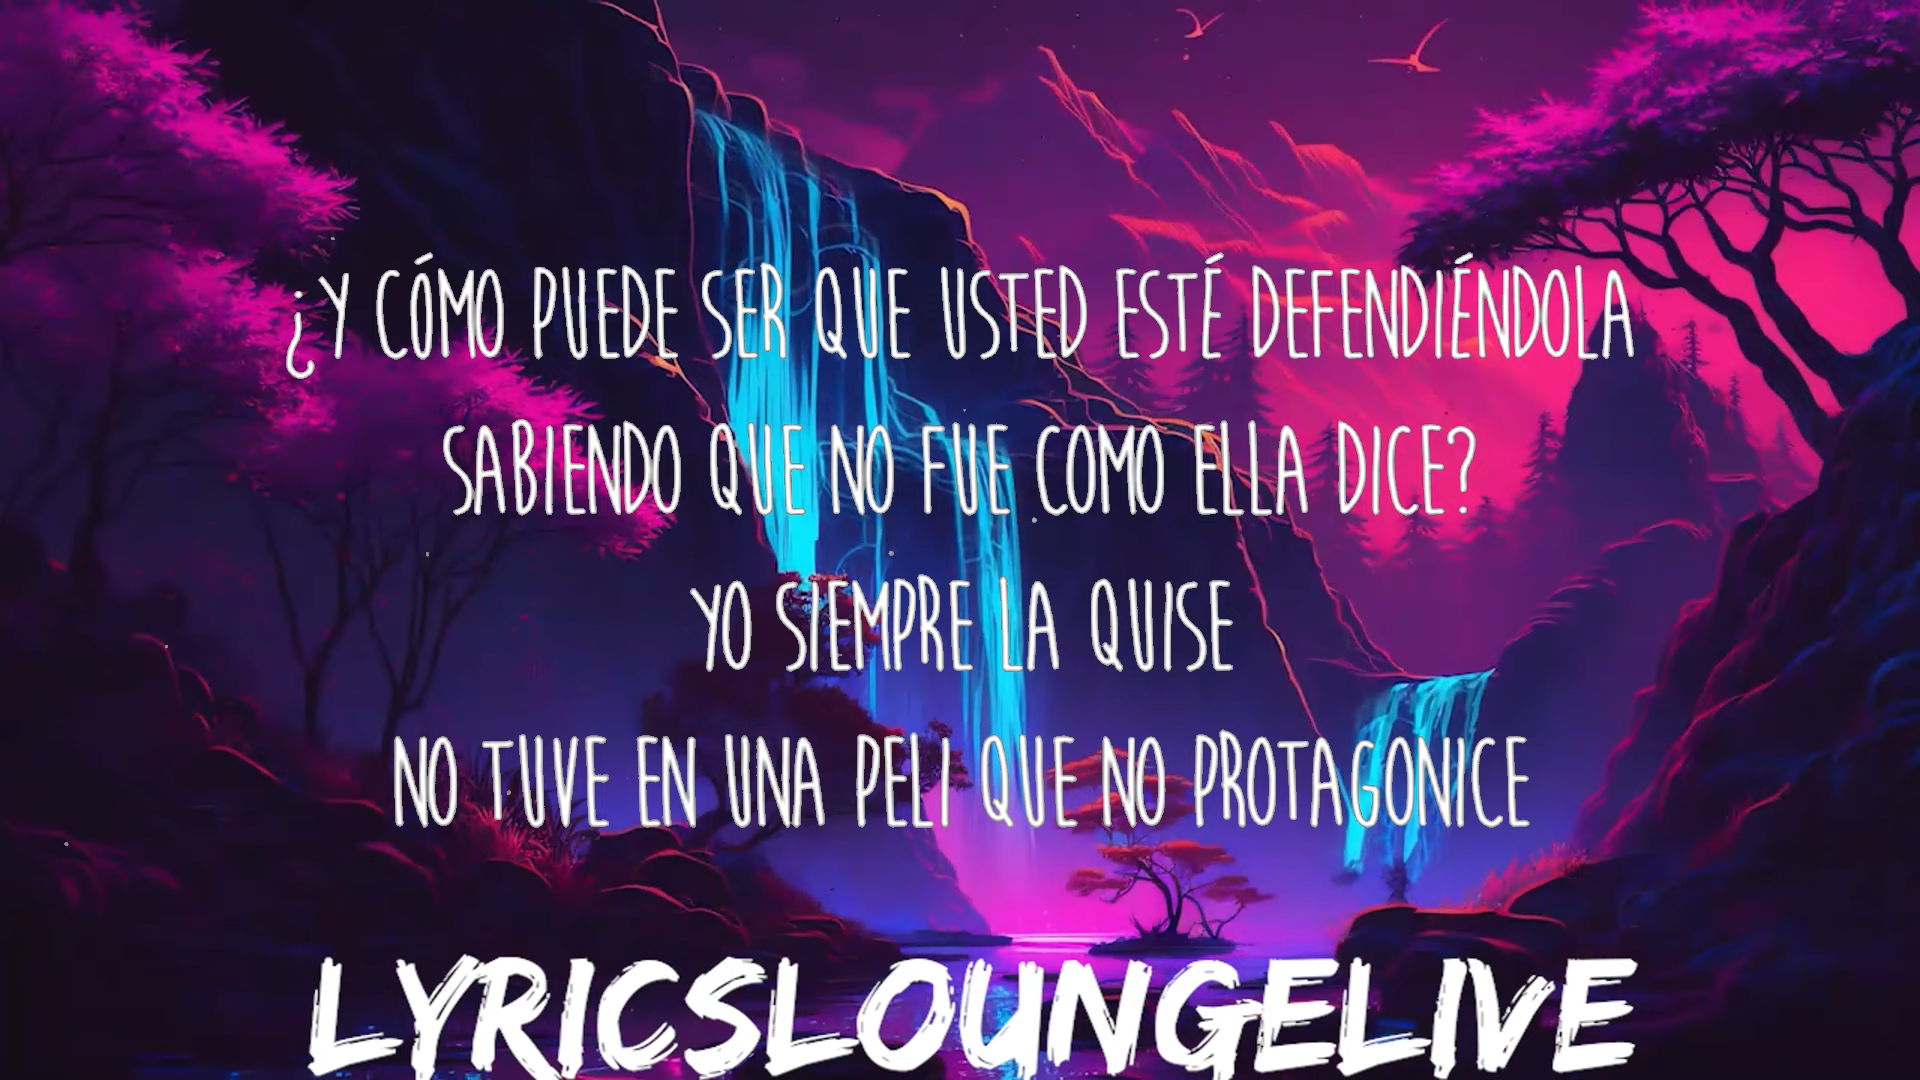 ¿Y CÓMO PUEDE SER QUE USTED ESTÉ DEFENDIÉNDOLA
SABIENDO QUE NO FUE COMO ELLA DICE?
YO SIEMPRE LA QUISE
NO TUVE EN UNA PELI QUE NO PROTAGONICE
LYRICSLOUNGELIVE